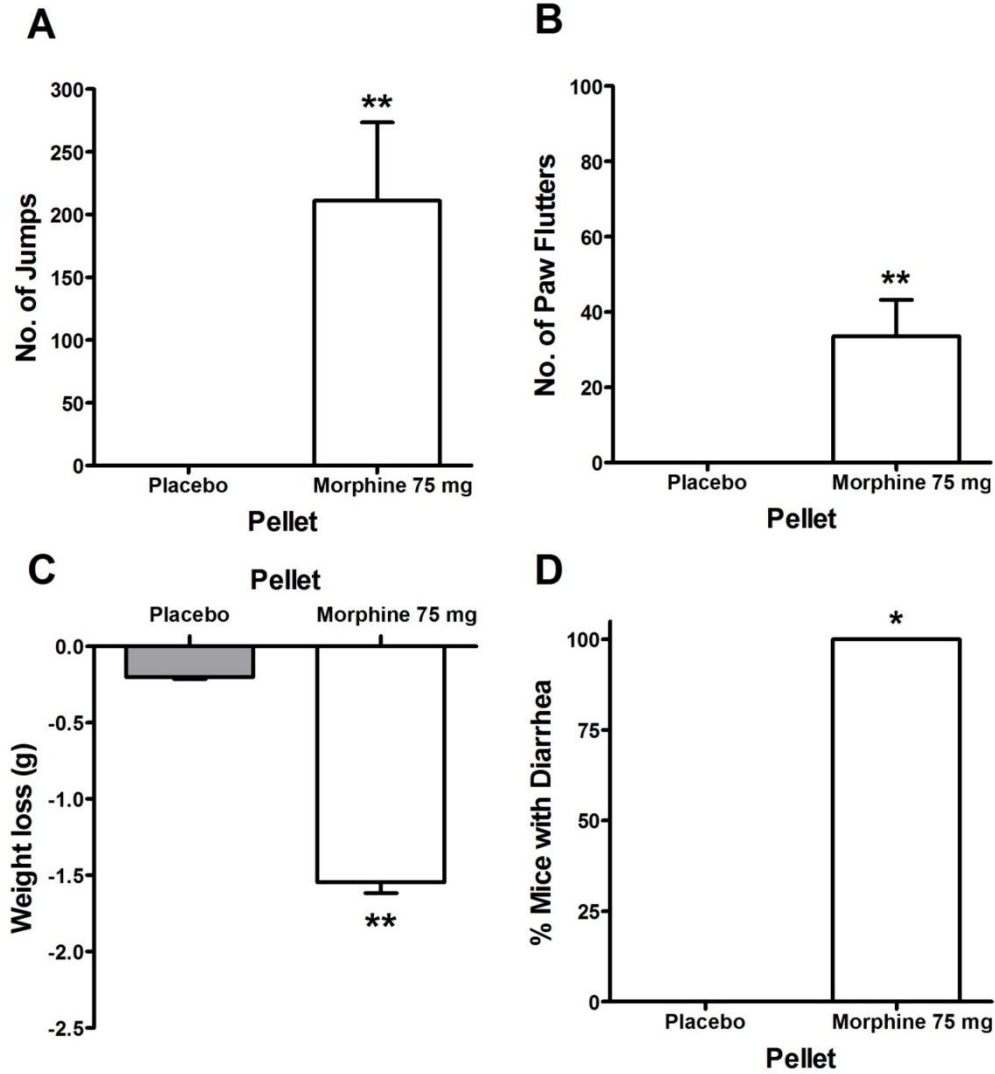 A
No. of Jumps
300
250
200
150
100
50
0
**
Placebo
Morphine 75 mg
Pellet
B
No. of Paw Flutters
100
80
60
40
20
0
**
Placebo
Morphine 75 mg
Pellet
C
Pellet
Placebo
Morphine 75 mg
Weight loss (g)
0.0
-0.5
-1.0
-1.5
-2.0
-2.5
**
D
% Mice with Diarrhea
100
75
50
25
0
*
Placebo
Morphine 75 mg
Pellet